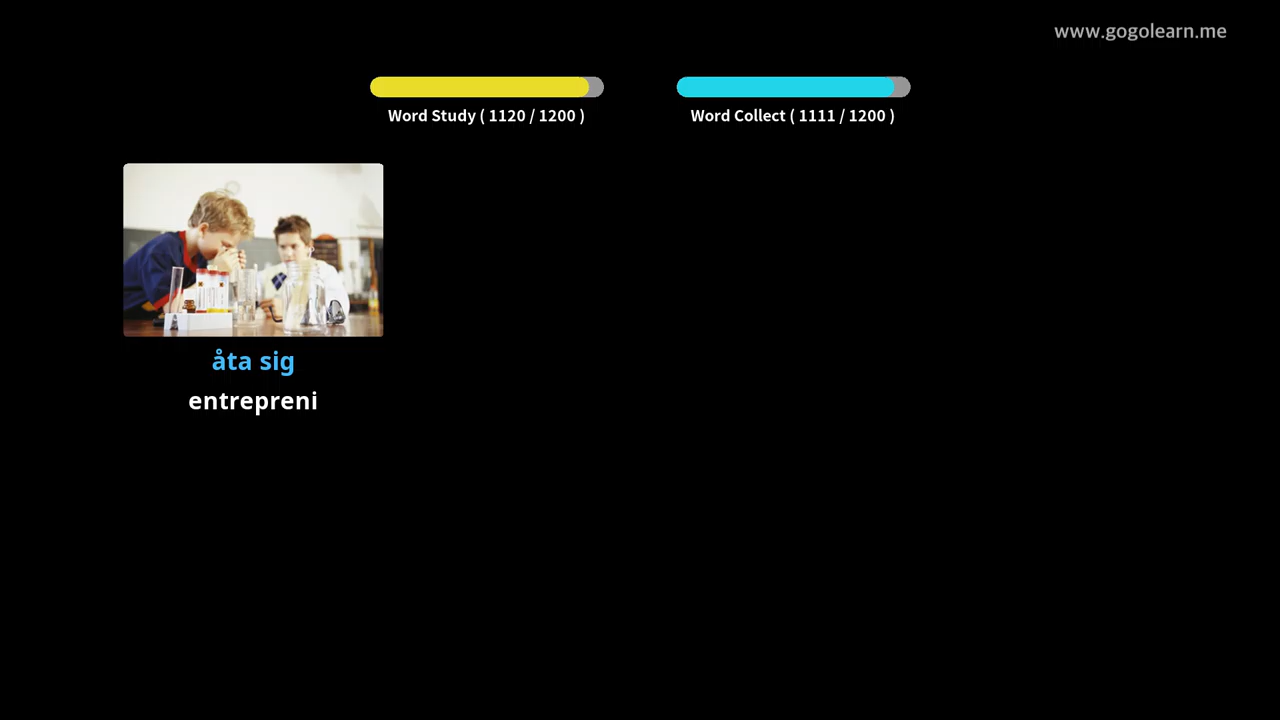 www.gogolearn.me
Word Study ( 1120 / 1200 )
Word Collect ( 1111 / 1200 )
åta sig
entrepreni